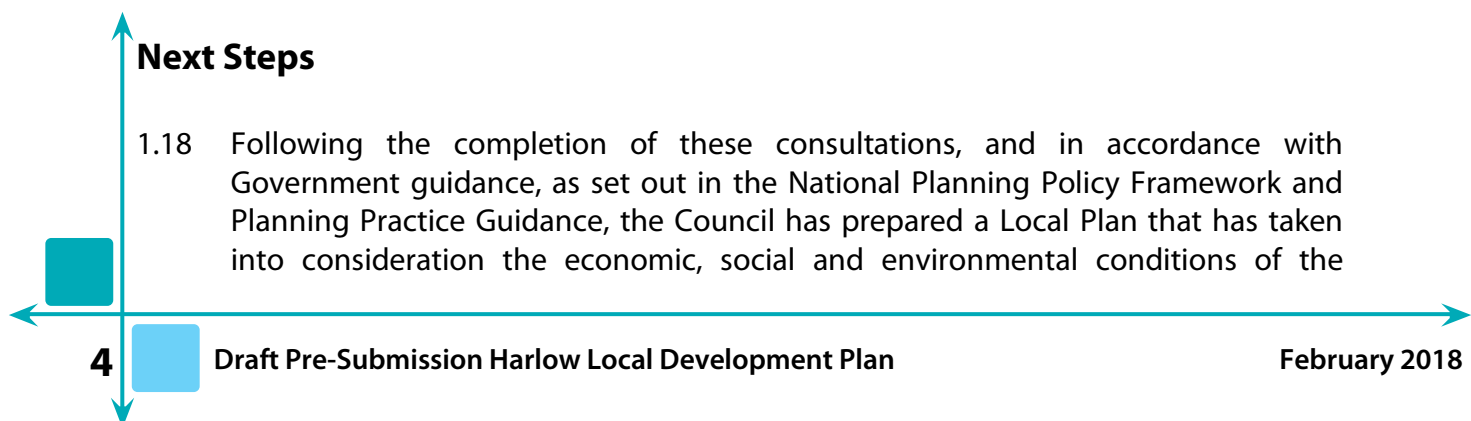 Next Steps
1.18 Following the completion of these consultations, and in accordance with
Government guidance, as set out in the National Planning Policy Framework and
Planning Practice Guidance, the Council has prepared a Local Plan that has taken
into consideration the economic, social and environmental conditions of the
4 Draft Pre-Submission Harlow Local Development Plan February 2018